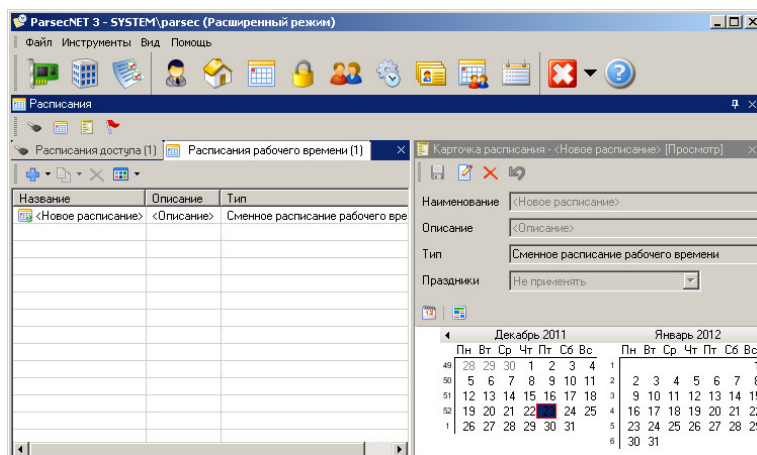 ParsecNET 3 - SYSTEM\parsec (Расширенный режим)
Файл Инструменты Вид Помощь
Расписания
Расписания доступа (1) Расписания рабочего времени (1)
Название Описание Тип
<Новое расписание> <Описание> Сменное расписание рабочего вре
Карточка расписания - <Новое расписание> [Просмотр]
Наименование <Новое расписание>
Описание <Описание>
Тип Сменное расписание рабочего времени
Праздники Не применять
Декабрь 2011 Январь 2012
Пн Вт Ср Чт Пт Сб Вс Пн Вт Ср Чт Пт Сб Вс
49 28 29 30 1 2 3 4 1 1
50 5 6 7 8 9 10 11 2 2 3 4 5 6 7 8
51 12 13 14 15 16 17 18 3 9 10 11 12 13 14 15
52 19 20 21 22 24 25 4 16 17 18 19 20 21 22
1 26 27 28 29 30 31 5 23 24 25 26 27 28 29
6 30 31